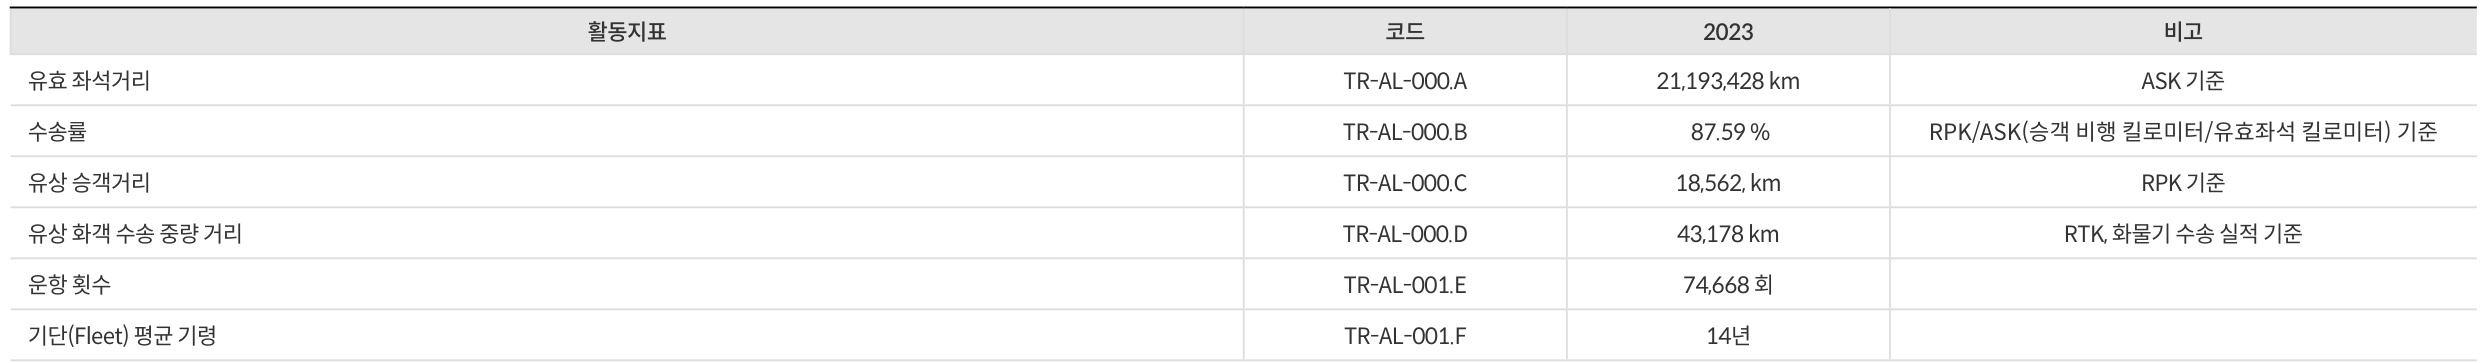 활동지표 코드 2023 비고
유효 좌석거리 TR-AL-000.A 21,193,428 km ASK 기준
수송률 TR-AL-000.B 87.59 % RPK/ASK(승객 비행 킬로미터/유효좌석 킬로미터) 기준
유상 승객거리 TR-AL-000.C 18,562, km RPK 기준
유상 화객 수송 중량 거리 TR-AL-000.D 43,178 km RTK, 화물기 수송 실적 기준
운항 횟수 TR-AL-001.E 74,668 회
기단(Fleet) 평균 기령 TR-AL-001.F 14년